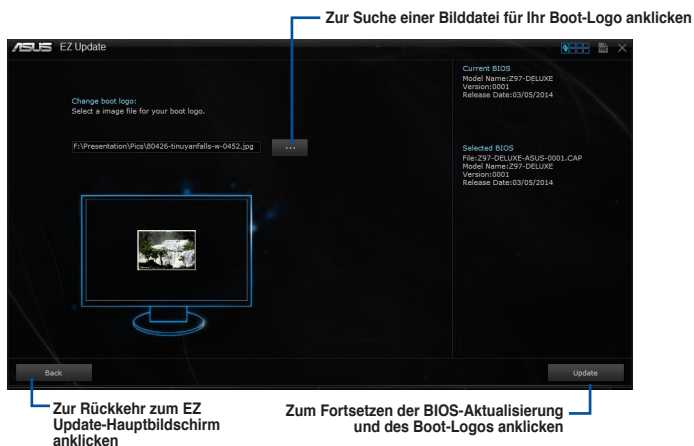 Zur Suche einer Bilddatei für Ihr Boot-Logo anklicken
ASUS EZ Update
Change boot logo:
Select a image file for your boot logo.
F:\Presentation\Pics\80426-tinuyanfalls-w-0452.jpg
...
Current BIOS
Model Name:Z97-DELUXE
Version:0001
Release Date:03/05/2014
Selected BIOS
File:Z97-DELUXE-ASUS-0001.CAP
Model Name:Z97-DELUXE
Version:0001
Release Date:03/05/2014
Back
Update
Zur Rückkehr zum EZ
Update-Hauptbildschirm
anklicken
Zum Fortsetzen der BIOS-Aktualisierung
und des Boot-Logos anklicken